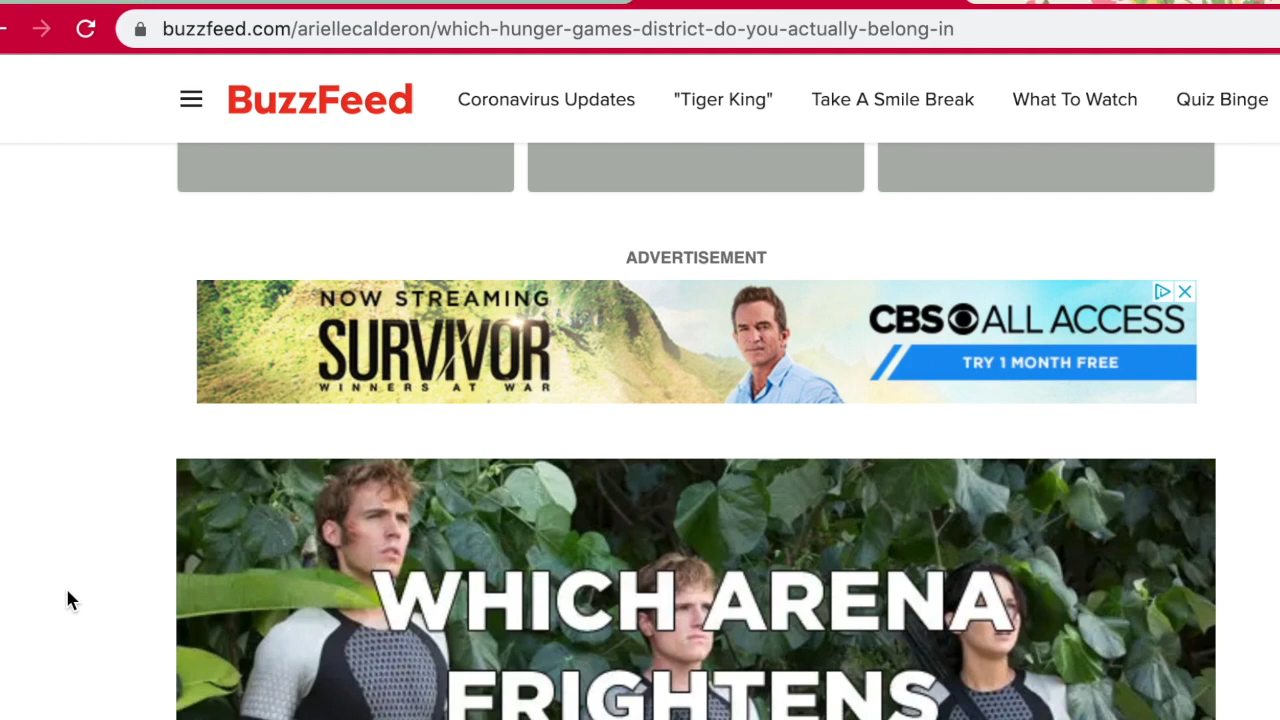 buzzfeed.com/ariellecalderon/which-hunger-games-district-do-you-actually-belong-in
BuzzFeed Coronavirus Updates "Tiger King" Take A Smile Break What To Watch Quiz Binge
ADVERTISEMENT
NOW STREAMING
SURVIVOR
WINNERS AT WAR
CBS ALL ACCESS
TRY 1 MONTH FREE
WHICH ARENA
FRIGHTENS